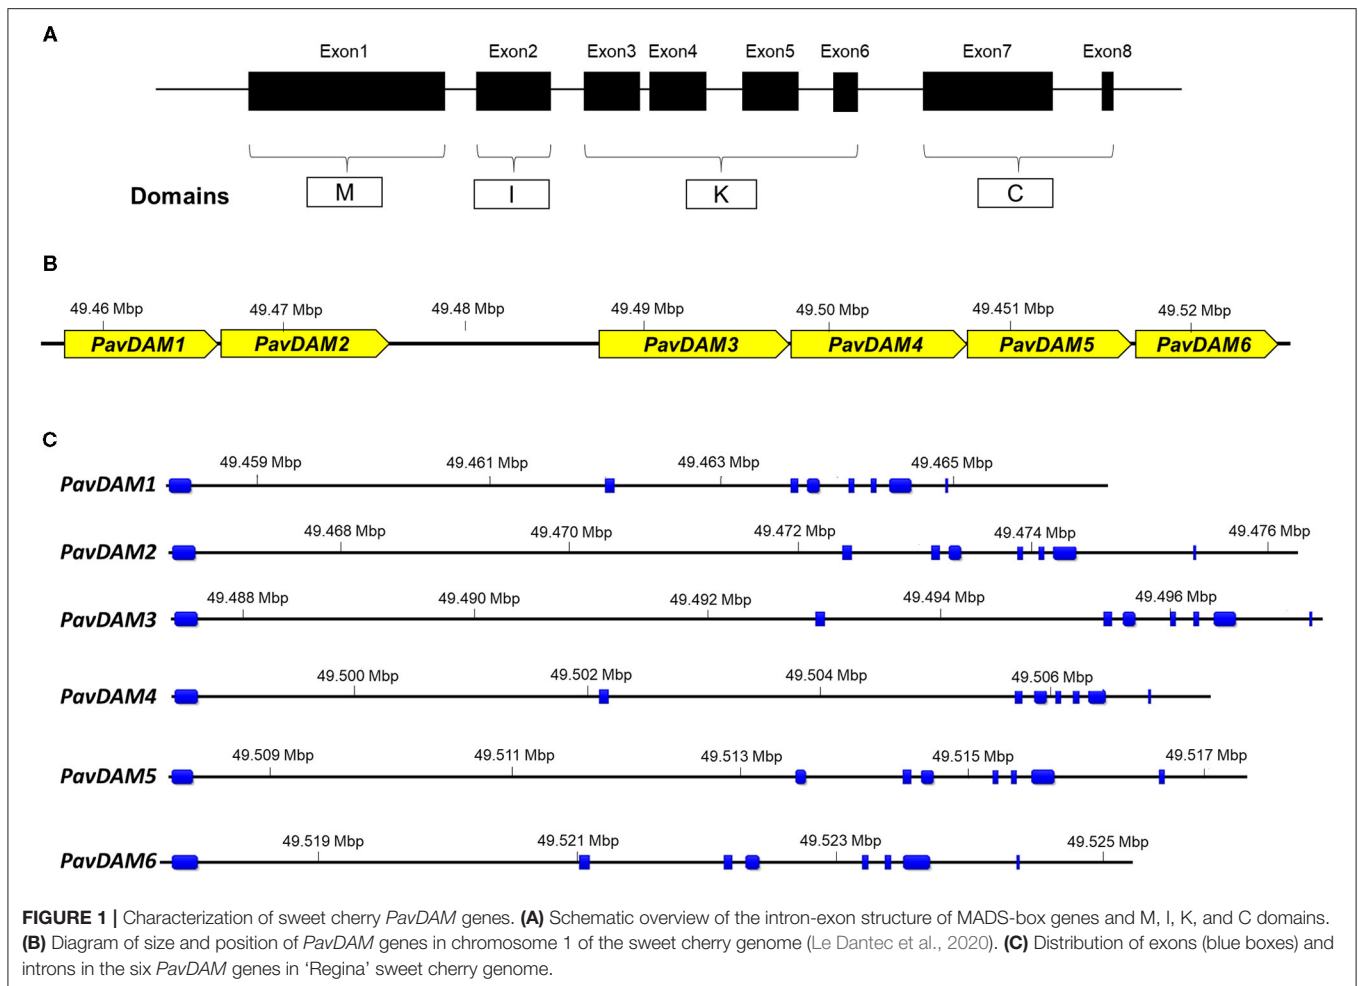 A
Exon1 Exon2 Exon3 Exon4 Exon5 Exon6 Exon7 Exon8
Domains M I K C
B
49.46 Mbp 49.47 Mbp 49.48 Mbp 49.49 Mbp 49.50 Mbp 49.451 Mbp 49.52 Mbp
PavDAM1 PavDAM2 PavDAM3 PavDAM4 PavDAM5 PavDAM6
C
49.459 Mbp 49.461 Mbp 49.463 Mbp 49.465 Mbp
PavDAM1
49.468 Mbp 49.470 Mbp 49.472 Mbp 49.474 Mbp 49.476 Mbp
PavDAM2
49.488 Mbp 49.490 Mbp 49.492 Mbp 49.494 Mbp 49.496 Mbp
PavDAM3
49.500 Mbp 49.502 Mbp 49.504 Mbp 49.506 Mbp
PavDAM4
49.509 Mbp 49.511 Mbp 49.513 Mbp 49.515 Mbp 49.517 Mbp
PavDAM5
49.519 Mbp 49.521 Mbp 49.523 Mbp 49.525 Mbp
PavDAM6
FIGURE 1 | Characterization of sweet cherry PavDAM genes. (A) Schematic overview of the intron-exon structure of MADS-box genes and M, I, K, and C domains.
(B) Diagram of size and position of PavDAM genes in chromosome 1 of the sweet cherry genome (Le Dantec et al., 2020). (C) Distribution of exons (blue boxes) and
introns in the six PavDAM genes in 'Regina' sweet cherry genome.